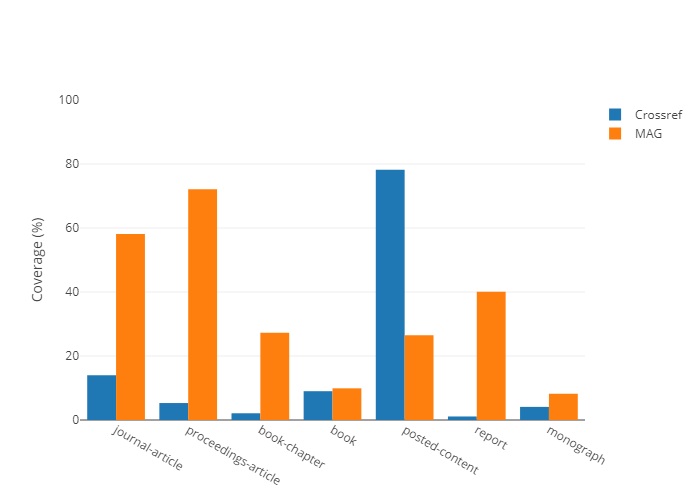 100
80
60
40
20
0
Coverage (%)
journal-article
proceedings-article
book-chapter
book
posted-content
report
monograph
Crossref
MAG